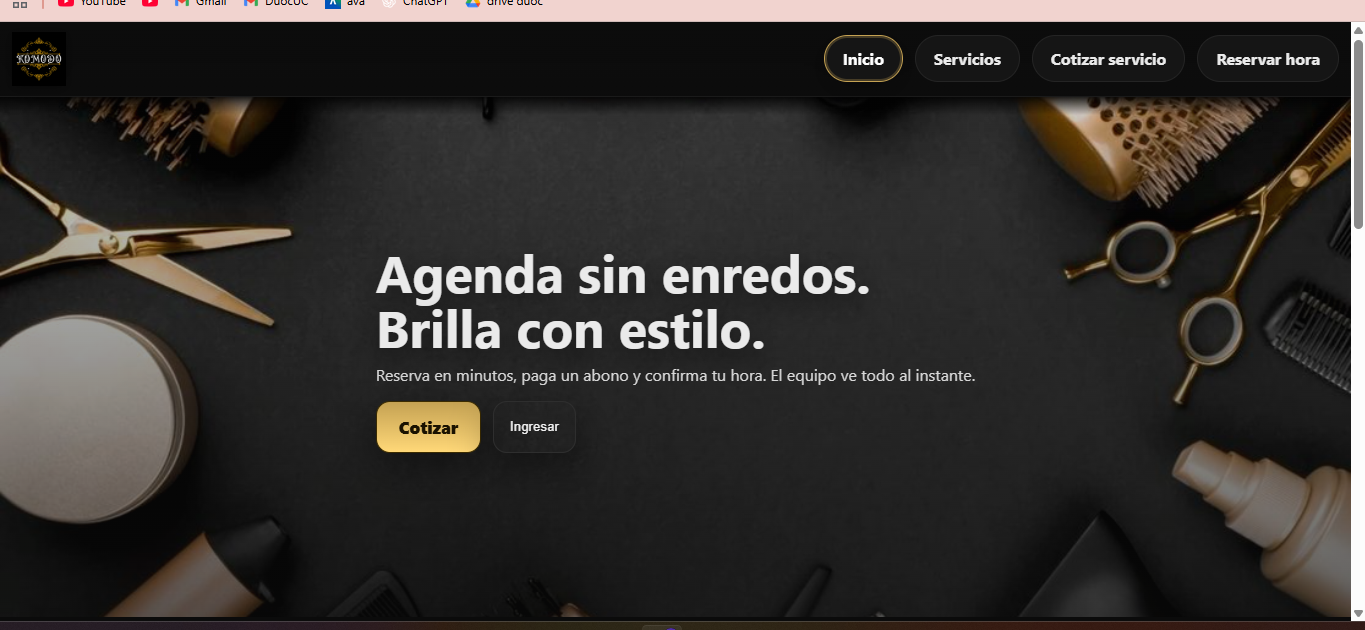 YouTube
Gmail
DuocUC
ava
ChatGPT
drive duoc
KOMODO
Inicio
Servicios
Cotizar servicio
Reservar hora
Agenda sin enredos.
Brilla con estilo.
Reserva en minutos, paga un abono y confirma tu hora. El equipo ve todo al instante.
Cotizar
Ingresar